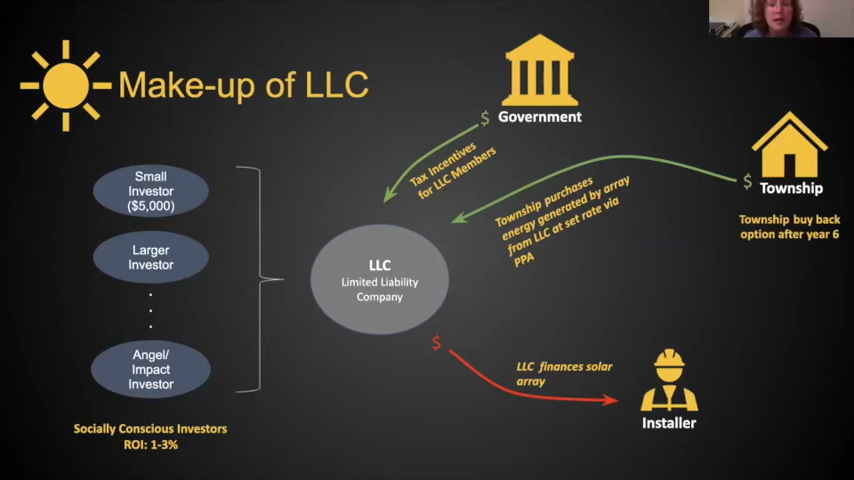 Make-up of LLC
$
Government
Tax Incentives
for LLC Members
$
Township
Township buy back
option after year 6
Township purchases
energy generated by array
from LLC at set rate via
PPA
Small
Investor
($5,000)
Larger
Investor
Angel/
Impact
Investor
Socially Conscious Investors
ROI: 1-3%
LLC
Limited Liability
Company
$
LLC finances solar
array
Installer